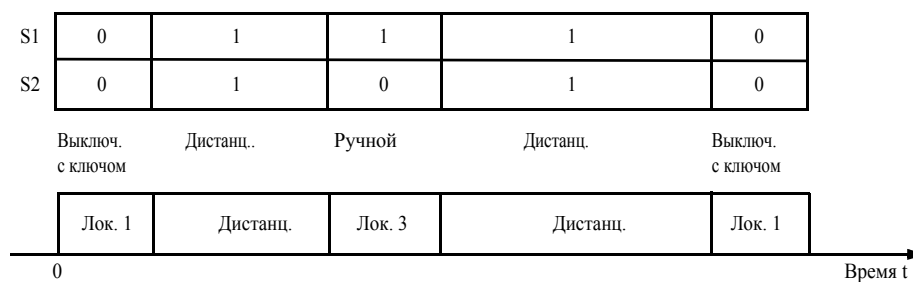 S1 0 1 1 1 0
S2 0 1 0 1 0
Выключ. Дистанц.. Ручной Дистанц. Выключ.
с ключом с ключом
Лок. 1 Дистанц. Лок. 3 Дистанц. Лок. 1
0 Время t